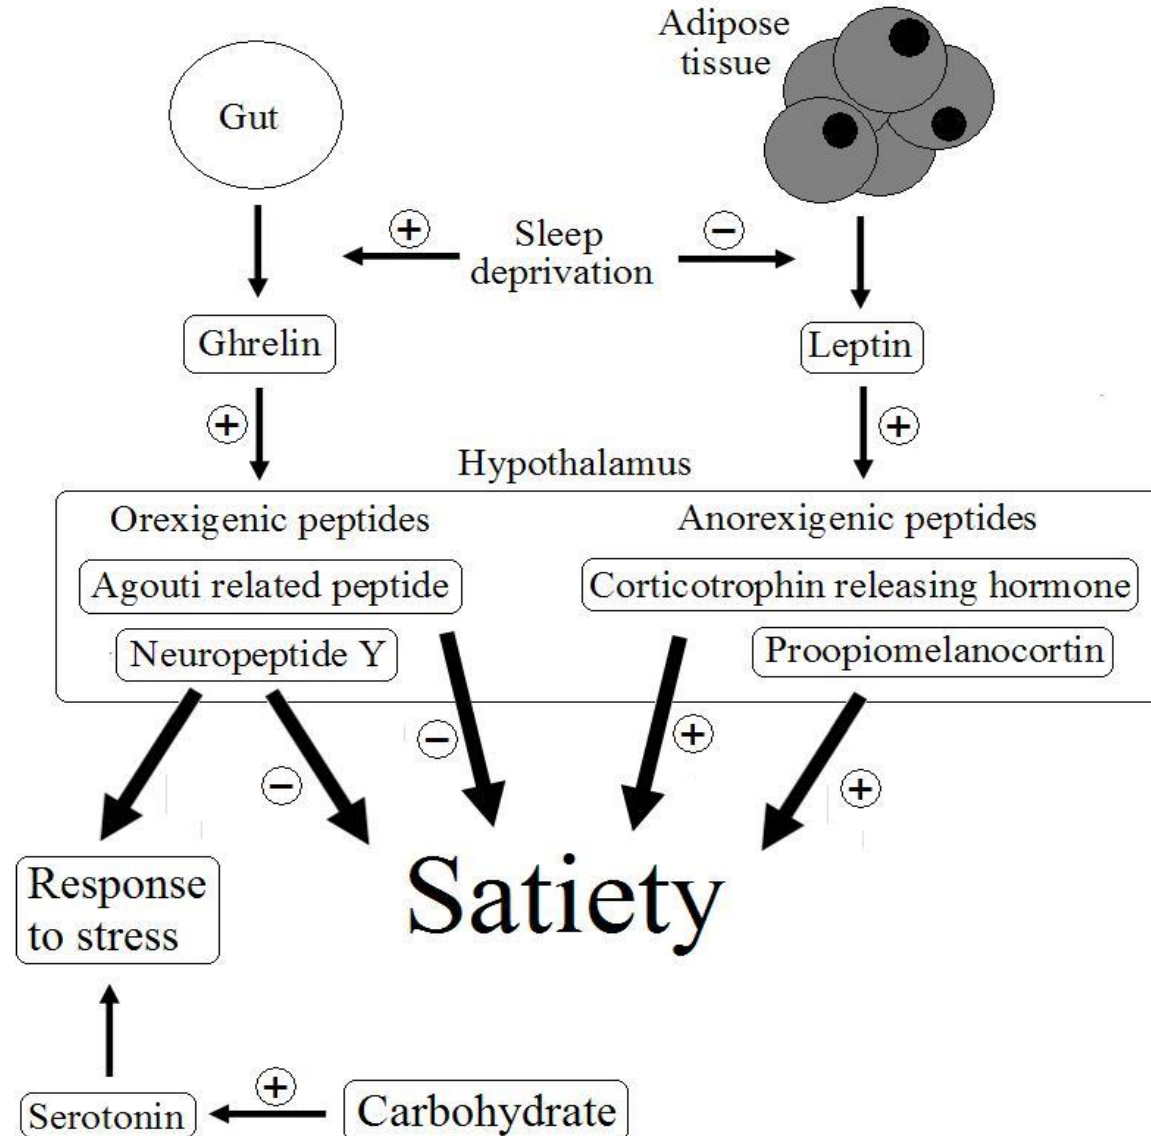 Adipose
tissue
Gut
+
Sleep
deprivation
−
Ghrelin
Leptin
+
+
Hypothalamus
Orexigenic peptides
Anorexigenic peptides
Agouti related peptide
Corticotrophin releasing hormone
Neuropeptide Y
Proopiomelanocortin
−
+
−
+
Satiety
Response
to stress
+
Serotonin
Carbohydrate